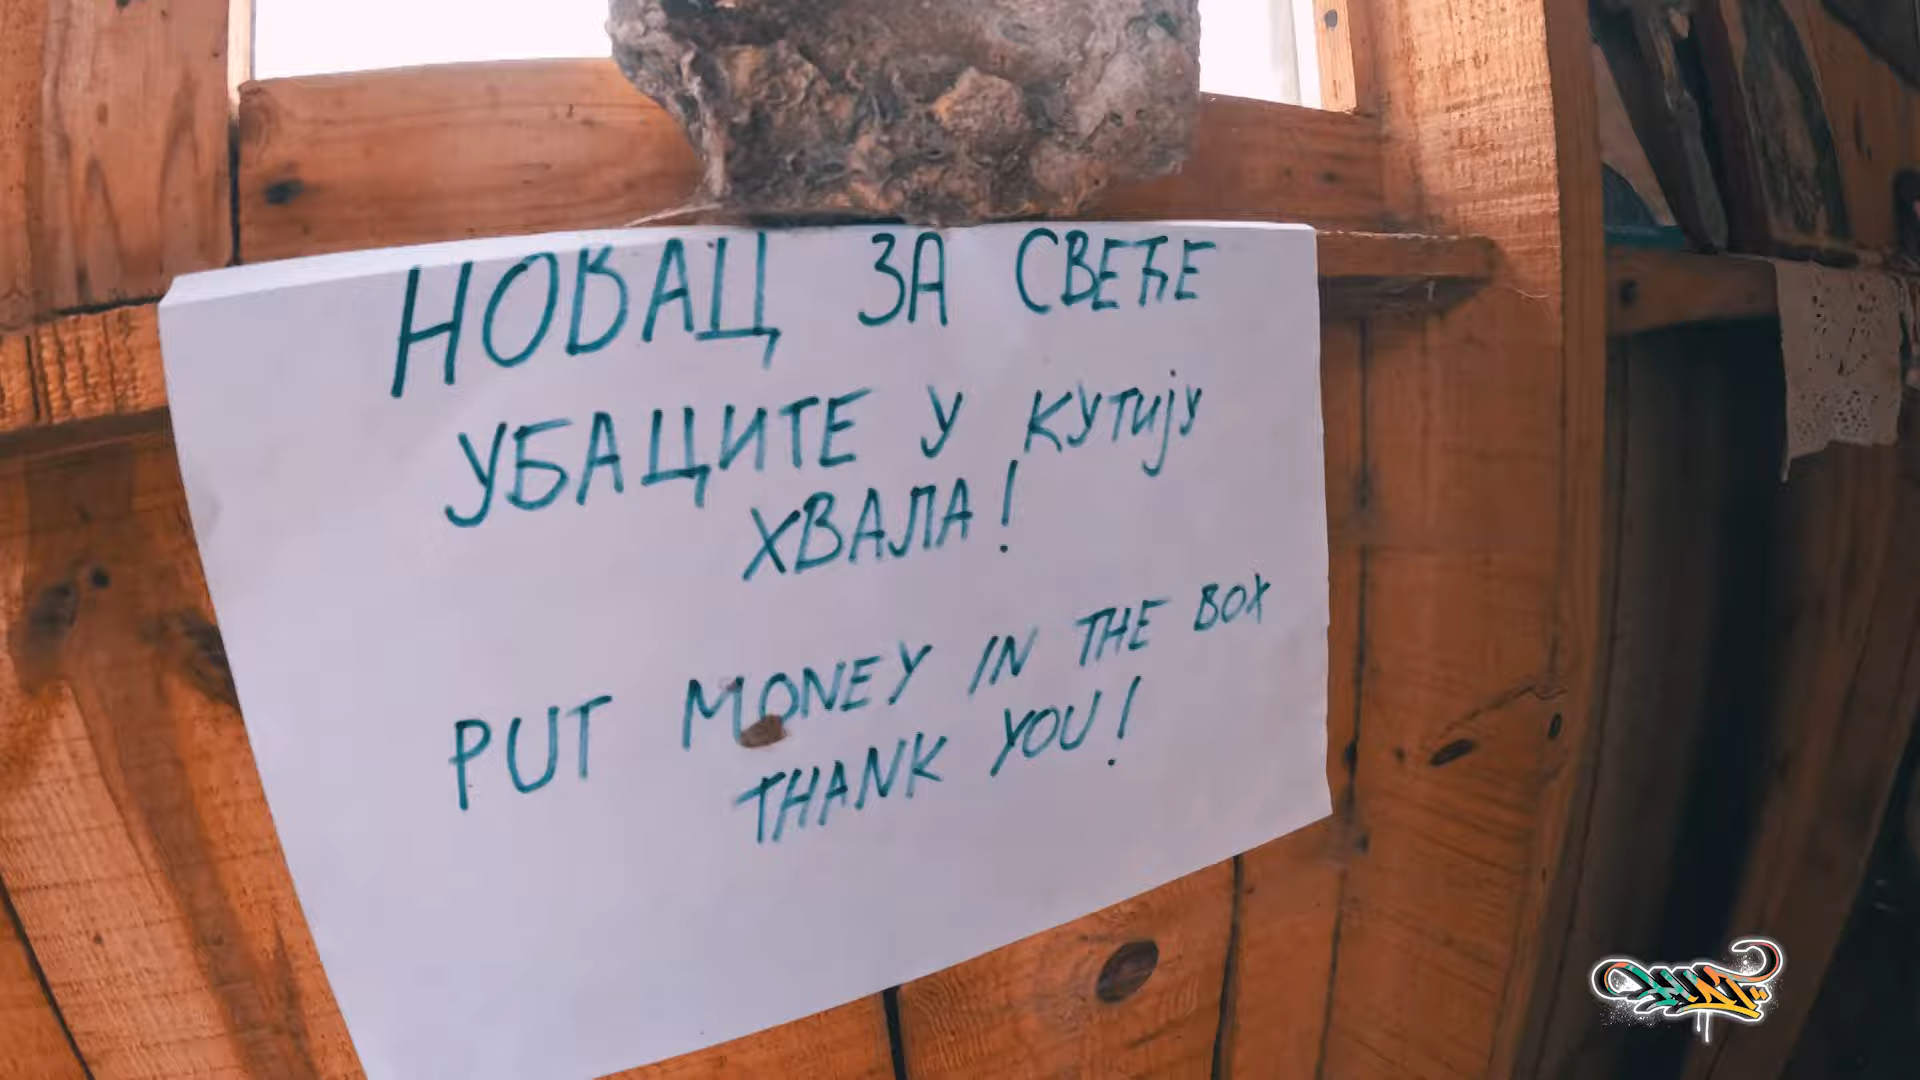 НОВАЦ ЗА СВЕЋЕ
УБАЦИТЕ У КУТИЈУ
ХВАЛА!
PUT MONEY IN THE BOX
THANK YOU!